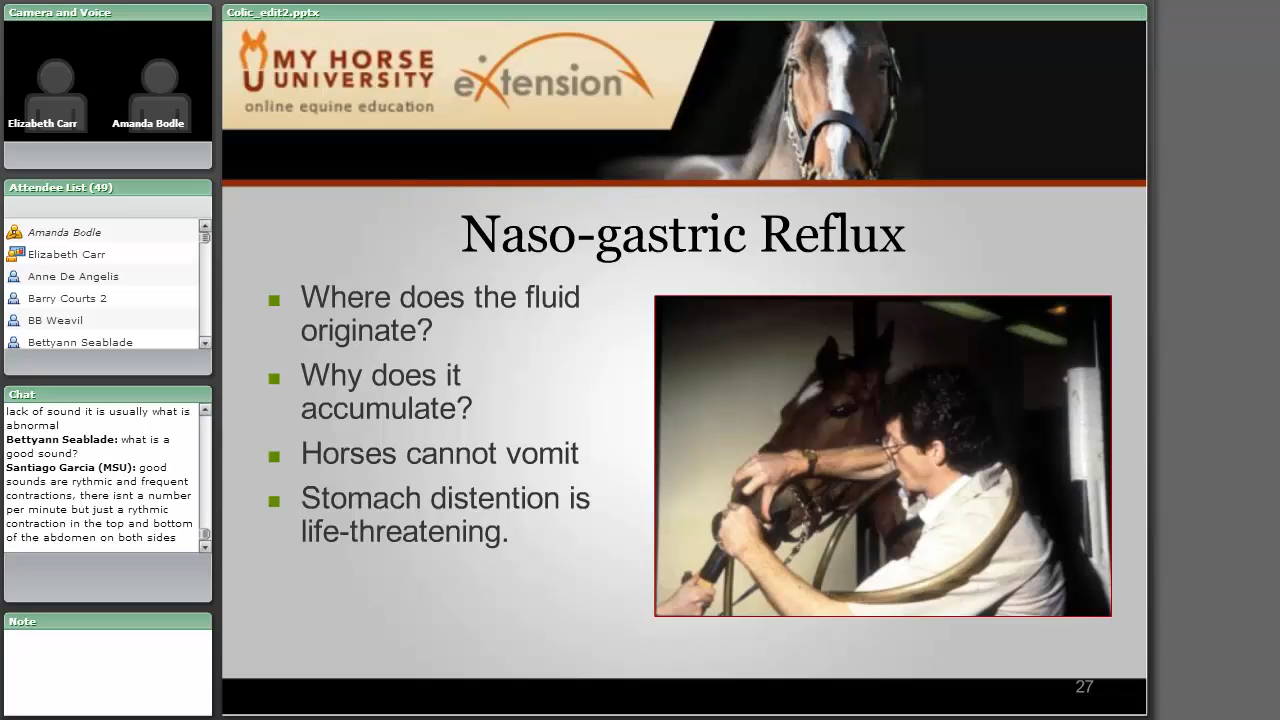 Camera and Voice
Elizabeth Carr
Amanda Bodle
Attendee List (49)
Amanda Bodle
Elizabeth Carr
Anne De Angelis
Barry Courts 2
BB Weavil
Bettyann Seablade
Chat
lack of sound it is usually what is
abnormal
Bettyann Seablade: what is a
good sound?
Santiago Garcia (MSU): good
sounds are rythmic and frequent
contractions, there isnt a number
per minute but just a rythmic
contraction in the top and bottom
of the abdomen on both sides
Note
Colic_edit2.pptx
MY HORSE
UNIVERSITY
online equine education
eXtension
Naso-gastric Reflux
Where does the fluid
originate?
Why does it
accumulate?
Horses cannot vomit
Stomach distention is
life-threatening.
27